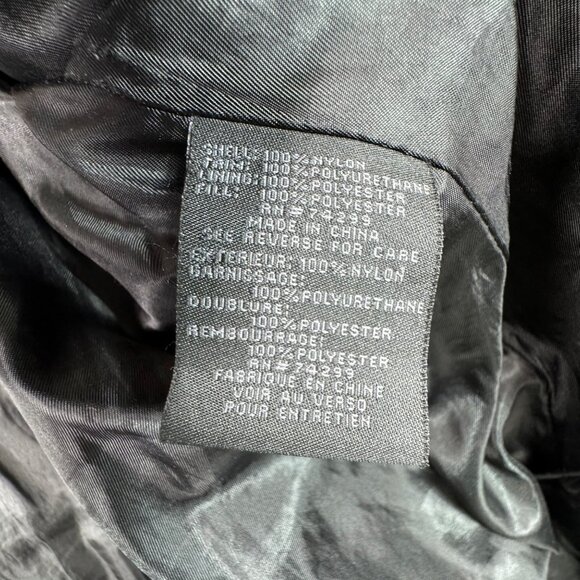 SHELL: 100% NYLON
TRIM: 100% POLYURETHANE
LINING: 100% POLYESTER
FILL: 100% POLYESTER
RN# 74299
MADE IN CHINA
SEE REVERSE FOR CARE
EXTERIEUR: 100% NYLON
GARNISSAGE:
100% POLYURETHANE
DOUBLURE:
100% POLYESTER
REMBOURRAGE:
100% POLYESTER
RN# 74299
FABRIQUE EN CHINE
VOIR AU VERSO
POUR ENTRETIEN